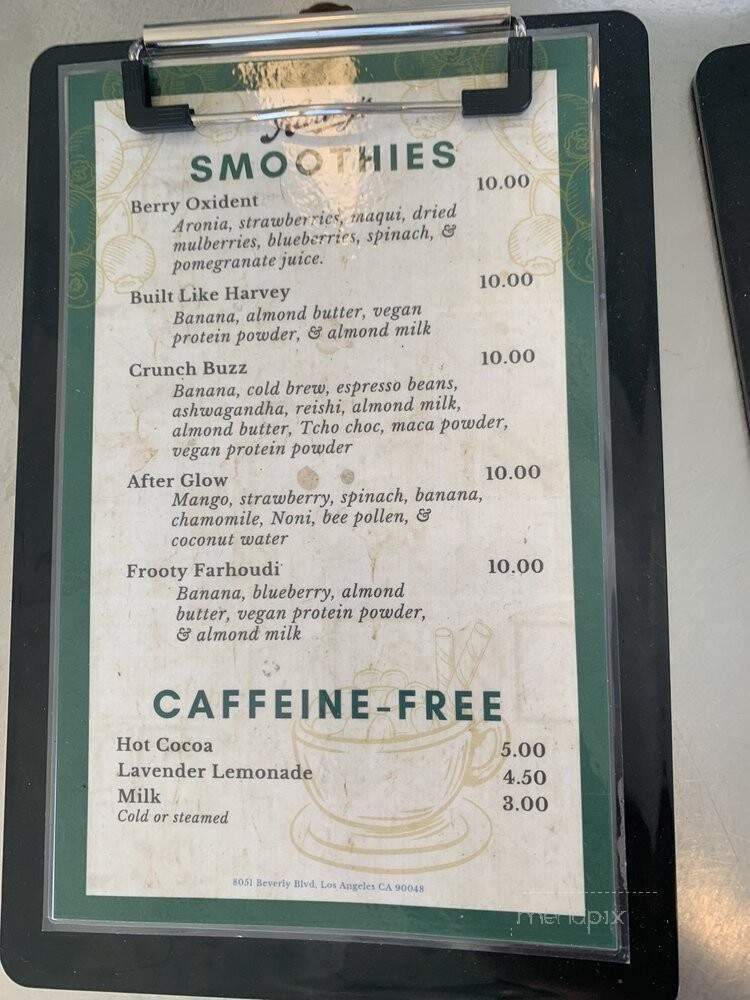 SMOOTHIES
Berry Oxident 10.00
Aronia, strawberries, maqui, dried
mulberries, blueberries, spinach, &
pomegranate juice.
Built Like Harvey 10.00
Banana, almond butter, vegan
protein powder, & almond milk
Crunch Buzz 10.00
Banana, cold brew, espresso beans,
ashwagandha, reishi, almond milk,
almond butter, Tcho choc, maca powder,
vegan protein powder
After Glow 10.00
Mango, strawberry, spinach, banana,
chamomile, Noni, bee pollen, &
coconut water
Frooty Farhoudi 10.00
Banana, blueberry, almond
butter, vegan protein powder,
& almond milk
CAFFEINE-FREE
Hot Cocoa 5.00
Lavender Lemonade 4.50
Milk 3.00
Cold or steamed
8051 Beverly Blvd, Los Angeles CA 90048
menupix